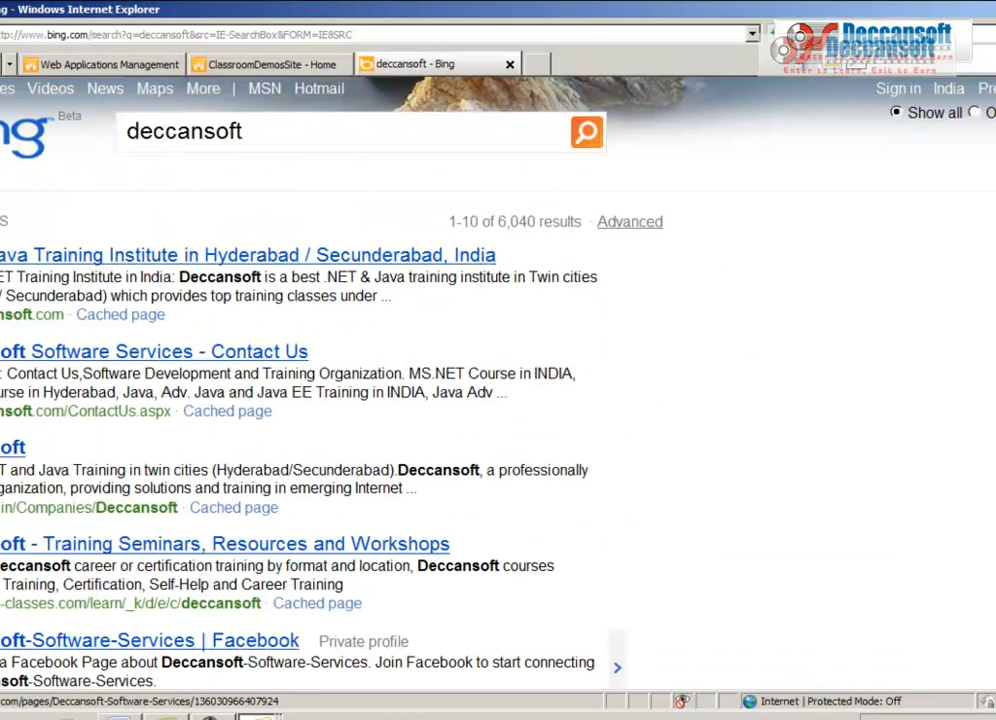 g - Windows Internet Explorer
tp://www.bing.com/search?q=deccansoft&src=IE-SearchBox&FORM=IE8SRC
Deccansoft
Deccansoft
Enter to Learn, Exit to Earn
Web Applications Management
ClassroomDemosSite - Home
deccansoft - Bing
es Videos News Maps More | MSN Hotmail
Sign in India Pre
ng Beta
deccansoft
Show all
S
1-10 of 6,040 results · Advanced
ava Training Institute in Hyderabad / Secunderabad, India
ET Training Institute in India: Deccansoft is a best .NET & Java training institute in Twin cities
/ Secunderabad) which provides top training classes under ...
nsoft.com · Cached page
oft Software Services - Contact Us
: Contact Us,Software Development and Training Organization. MS.NET Course in INDIA,
urse in Hyderabad, Java, Adv. Java and Java EE Training in INDIA, Java Adv ...
nsoft.com/ContactUs.aspx · Cached page
oft
T and Java Training in twin cities (Hyderabad/Secunderabad).Deccansoft, a professionally
ganization, providing solutions and training in emerging Internet ...
in/Companies/Deccansoft · Cached page
oft - Training Seminars, Resources and Workshops
eccansoft career or certification training by format and location, Deccansoft courses
Training, Certification, Self-Help and Career Training
-classes.com/learn/_k/d/e/c/deccansoft · Cached page
oft-Software-Services | Facebook Private profile
a Facebook Page about Deccansoft-Software-Services. Join Facebook to start connecting
nsoft-Software-Services.
com/pages/Deccansoft-Software-Services/136030966407924
Internet | Protected Mode: Off